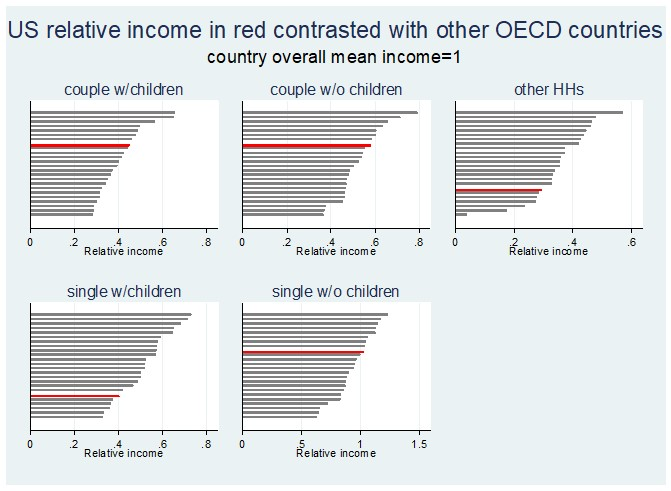 US relative income in red contrasted with other OECD countries
country overall mean income=1
couple w/children
0 .2 .4 .6 .8
Relative income
couple w/o children
0 .2 .4 .6 .8
Relative income
other HHs
0 .2 .4 .6
Relative income
single w/children
0 .2 .4 .6 .8
Relative income
single w/o children
0 .5 1 1.5
Relative income